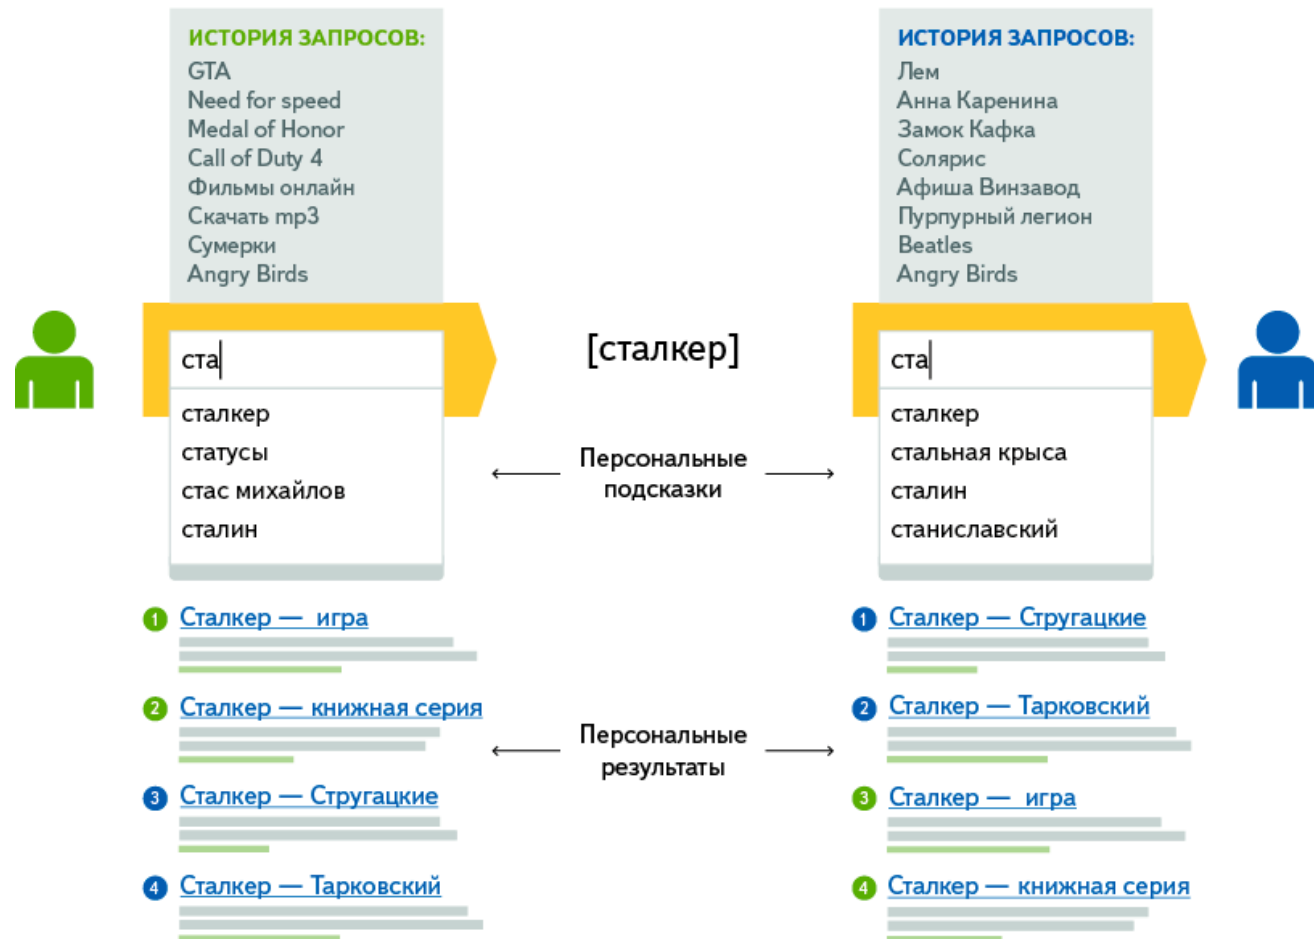 ИСТОРИЯ ЗАПРОСОВ:
GTA
Need for speed
Medal of Honor
Call of Duty 4
Фильмы онлайн
Скачать mp3
Сумерки
Angry Birds
ста
сталкер
статусы
стас михайлов
сталин
1 Сталкер — игра
2 Сталкер — книжная серия
3 Сталкер — Стругацкие
4 Сталкер — Тарковский
[сталкер]
Персональные
подсказки
Персональные
результаты
ИСТОРИЯ ЗАПРОСОВ:
Лем
Анна Каренина
Замок Кафка
Солярис
Афиша Винзавод
Пурпурный легион
Beatles
Angry Birds
ста
сталкер
стальная крыса
сталин
станиславский
1 Сталкер — Стругацкие
2 Сталкер — Тарковский
3 Сталкер — игра
4 Сталкер — книжная серия